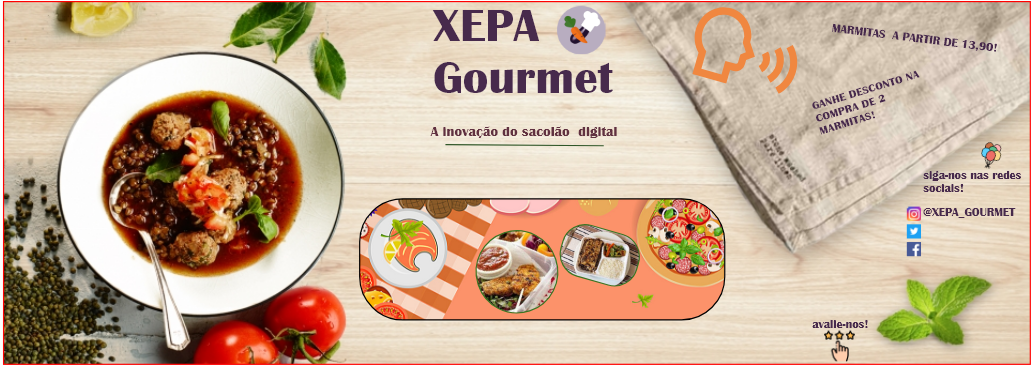 XEPA
Gourmet
A inovação do sacolão digital
MARMITAS A PARTIR DE 13,90!
GANHE DESCONTO NA
COMPRA DE 2
MARMITAS!
siga-nos nas redes
sociais!
@XEPA_GOURMET
avalie-nos!